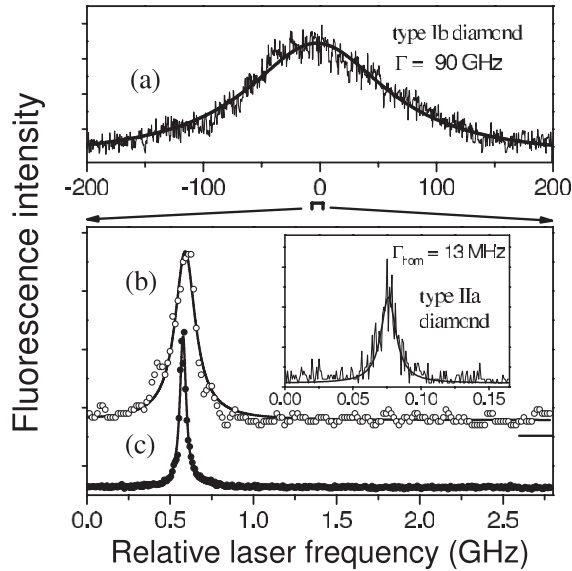 type Ib diamond
(a)
Γ = 90 GHz
-200 -100 0 100 200
Fluorescence intensity
(b)
Γhom = 13 MHz
type IIa
diamond
0.00 0.05 0.10 0.15
(c)
0.0 0.5 1.0 1.5 2.0 2.5
Relative laser frequency (GHz)